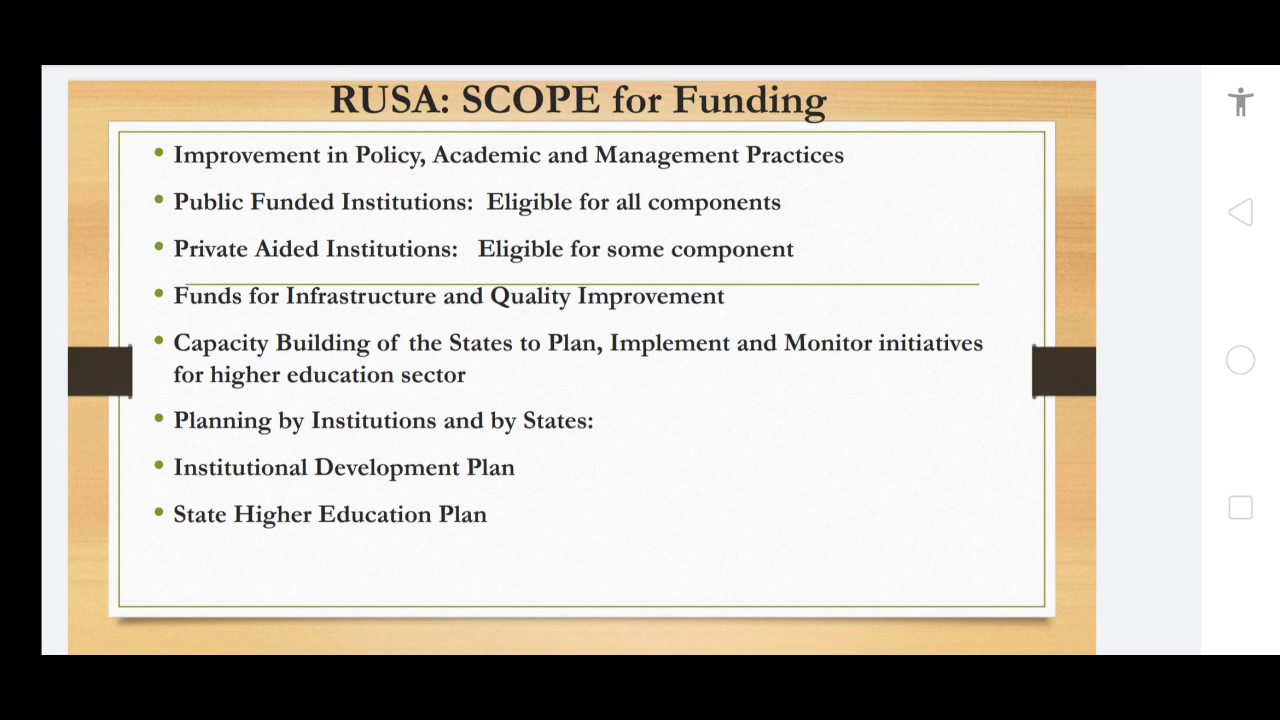 RUSA: SCOPE for Funding
• Improvement in Policy, Academic and Management Practices
• Public Funded Institutions: Eligible for all components
• Private Aided Institutions: Eligible for some component
• Funds for Infrastructure and Quality Improvement
• Capacity Building of the States to Plan, Implement and Monitor initiatives
for higher education sector
• Planning by Institutions and by States:
• Institutional Development Plan
• State Higher Education Plan